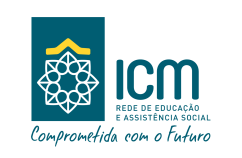 ICM
REDE DE EDUCAÇÃO
E ASSISTÊNCIA SOCIAL
Comprometida com o Futuro